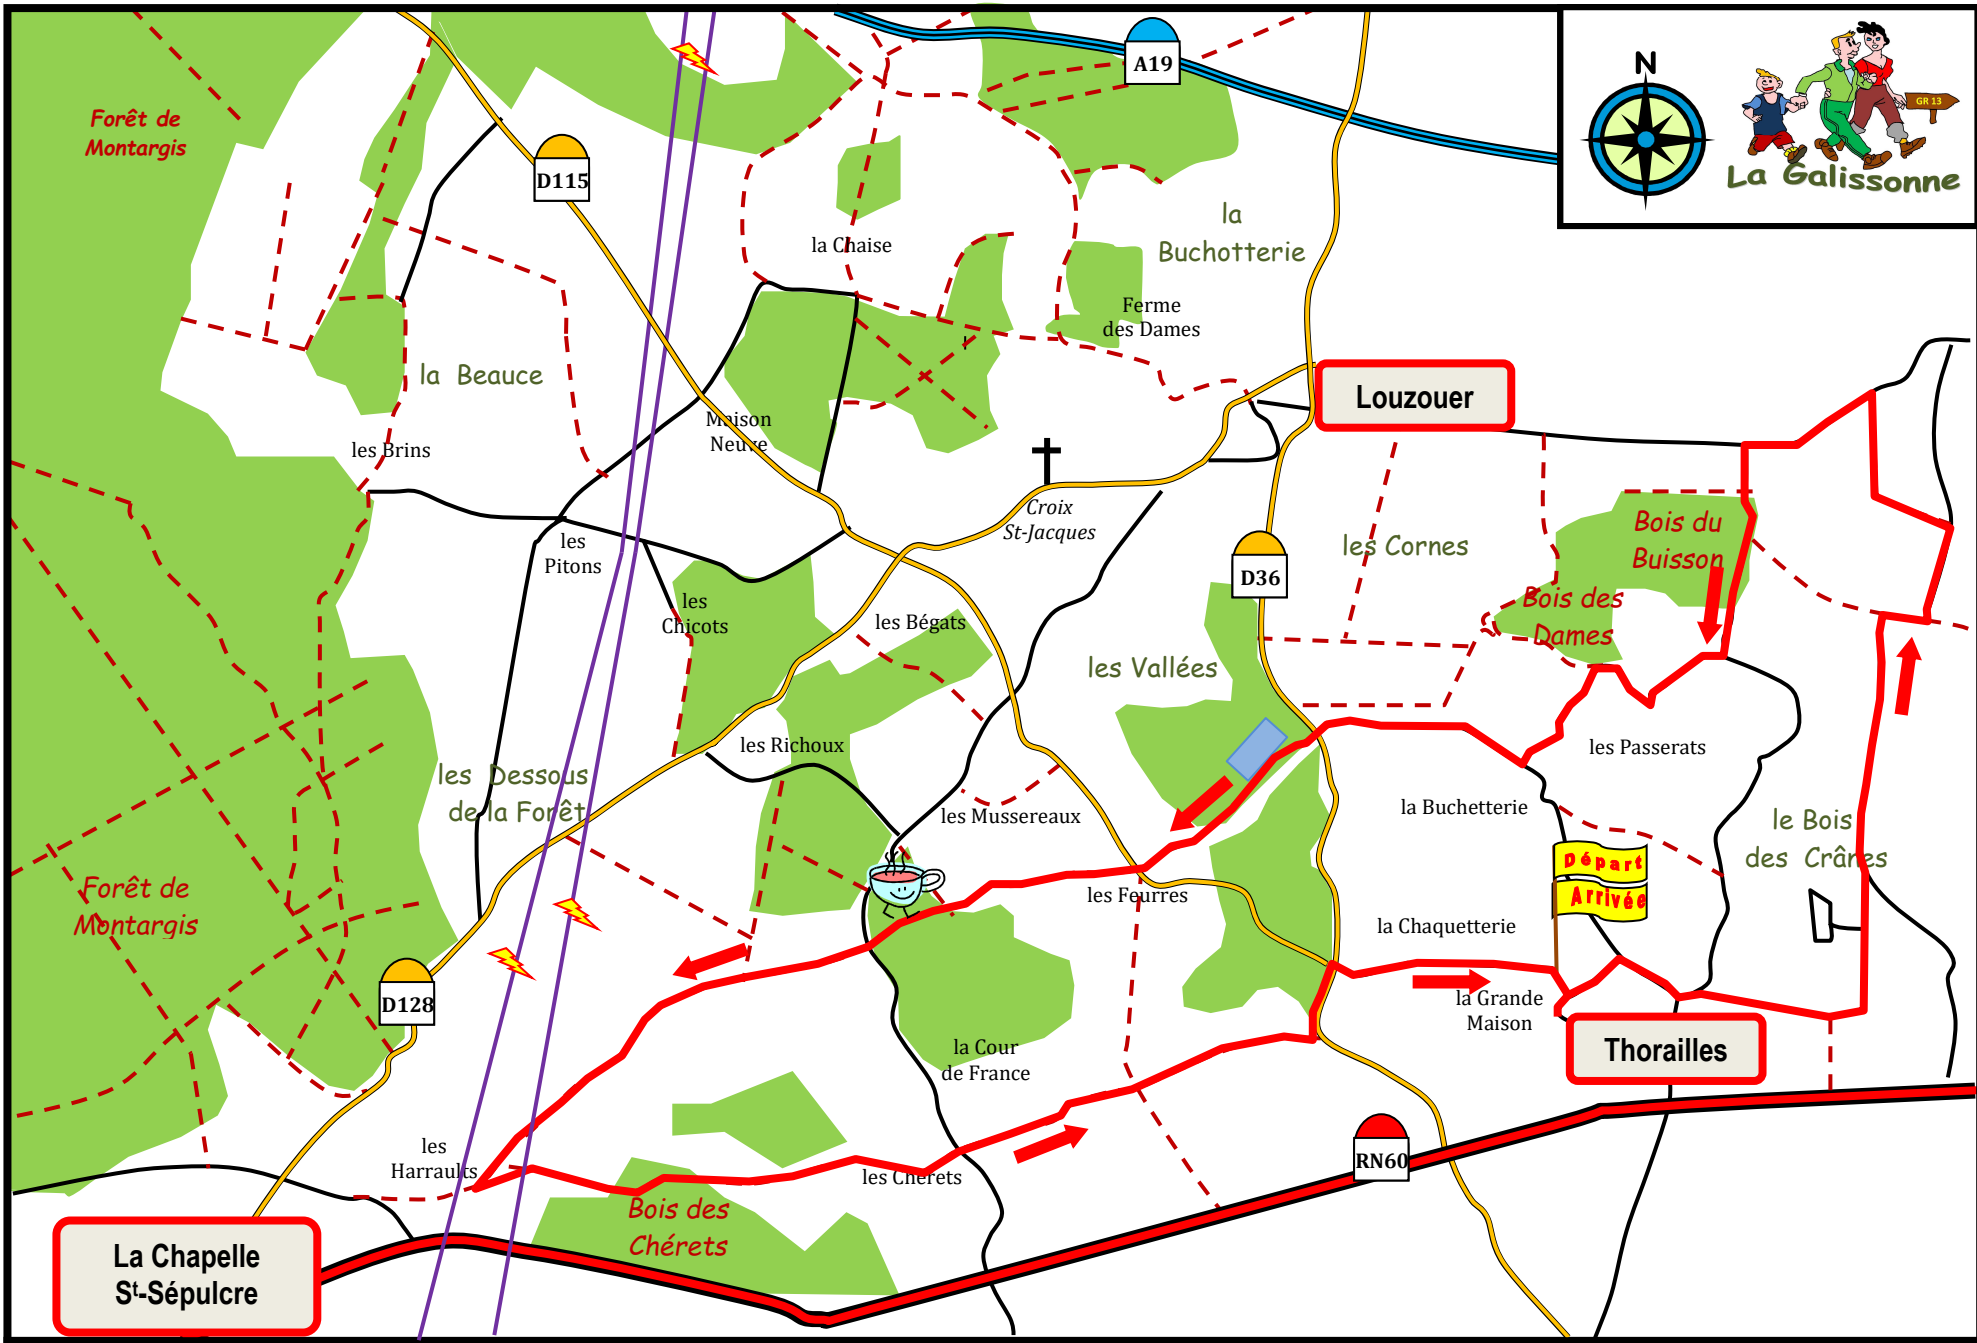 A19
N
GR 13
La Galissonne
Forêt de
Montargis
D115
la
Buchotterie
la Chaise
Ferme
des Dames
la Beauce
Louzouer
Maison
Neuve
les Brins
Croix
St-Jacques
Bois du
Buisson
les Cornes
les
Pitons
D36
les
Chicots
Bois des
Dames
les Bégats
les Vallées
les Richoux
les Passerats
les Dessous
de la Forêt
la Buchetterie
les Mussereaux
le Bois
des Crânes
Départ
Arrivée
Forêt de
Montargis
les Feurres
la Chaquetterie
D128
la Grande
Maison
Thorailles
la Cour
de France
RN60
les
Harraults
les Chérets
Bois des
Chérets
La Chapelle
St-Sépulcre